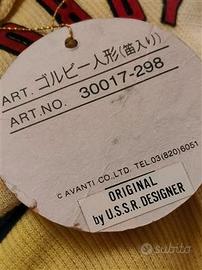 ART. ゴルビー人形(笛入り)
ART.NO. 30017-298
C AVANTI CO.,LTD TEL.03(820)6051
ORIGINAL
by U.S.S.R. DESIGNER
subito